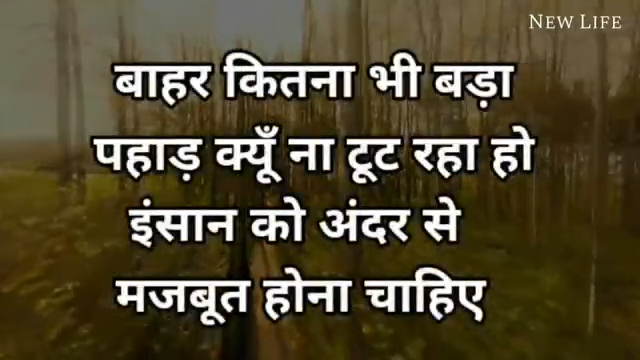 New Life
बाहर कितना भी बड़ा
पहाड़ क्यूँ ना टूट रहा हो
इंसान को अंदर से
मजबूत होना चाहिए